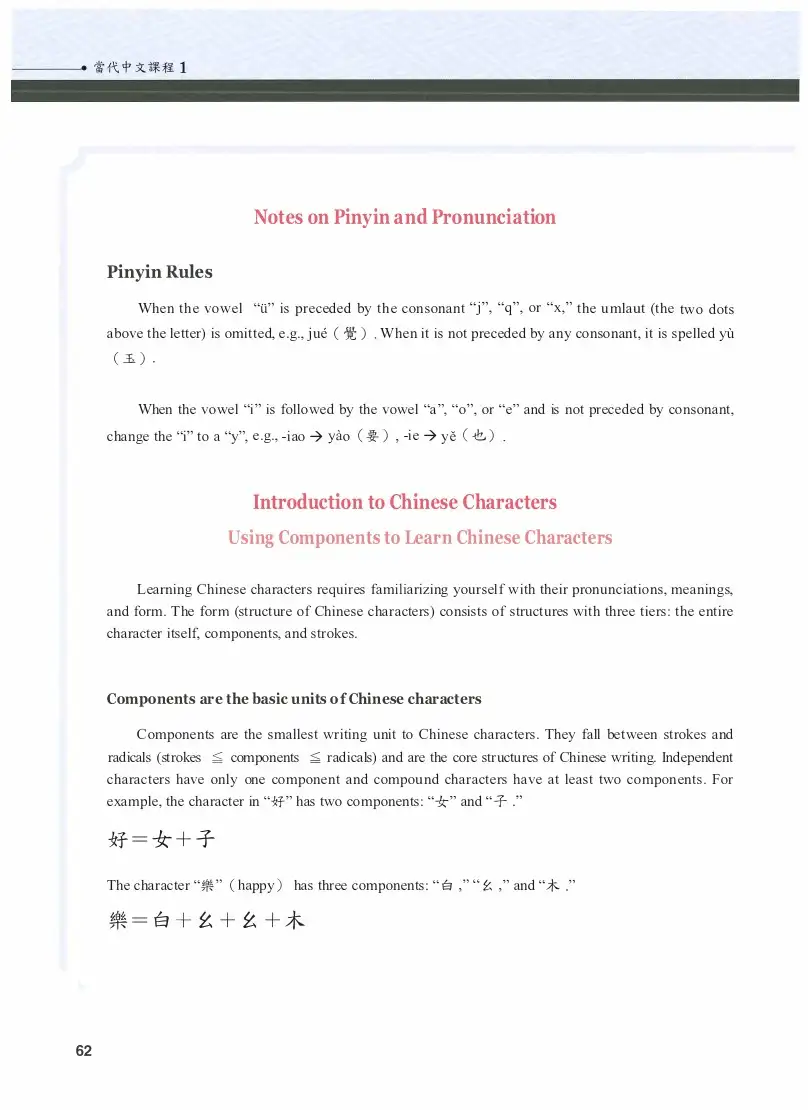 當代中文課程 1
Notes on Pinyin and Pronunciation
Pinyin Rules
When the vowel “ü” is preceded by the consonant “j”, “q”, or “x,” the umlaut (the two dots
above the letter) is omitted, e.g., jué（覺）. When it is not preceded by any consonant, it is spelled yù
（玉）.
When the vowel “i” is followed by the vowel “a”, “o”, or “e” and is not preceded by consonant,
change the “i” to a “y”, e.g., -iao → yào（要）, -ie → yě（也）.
Introduction to Chinese Characters
Using Components to Learn Chinese Characters
Learning Chinese characters requires familiarizing yourself with their pronunciations, meanings,
and form. The form (structure of Chinese characters) consists of structures with three tiers: the entire
character itself, components, and strokes.
Components are the basic units of Chinese characters
Components are the smallest writing unit to Chinese characters. They fall between strokes and
radicals (strokes ≦ components ≦ radicals) and are the core structures of Chinese writing. Independent
characters have only one component and compound characters have at least two components. For
example, the character in “好” has two components: “女” and “子.”
好＝女＋子
The character “樂”（happy） has three components: “白,” “幺,” and “木.”
樂＝白＋幺＋幺＋木
62